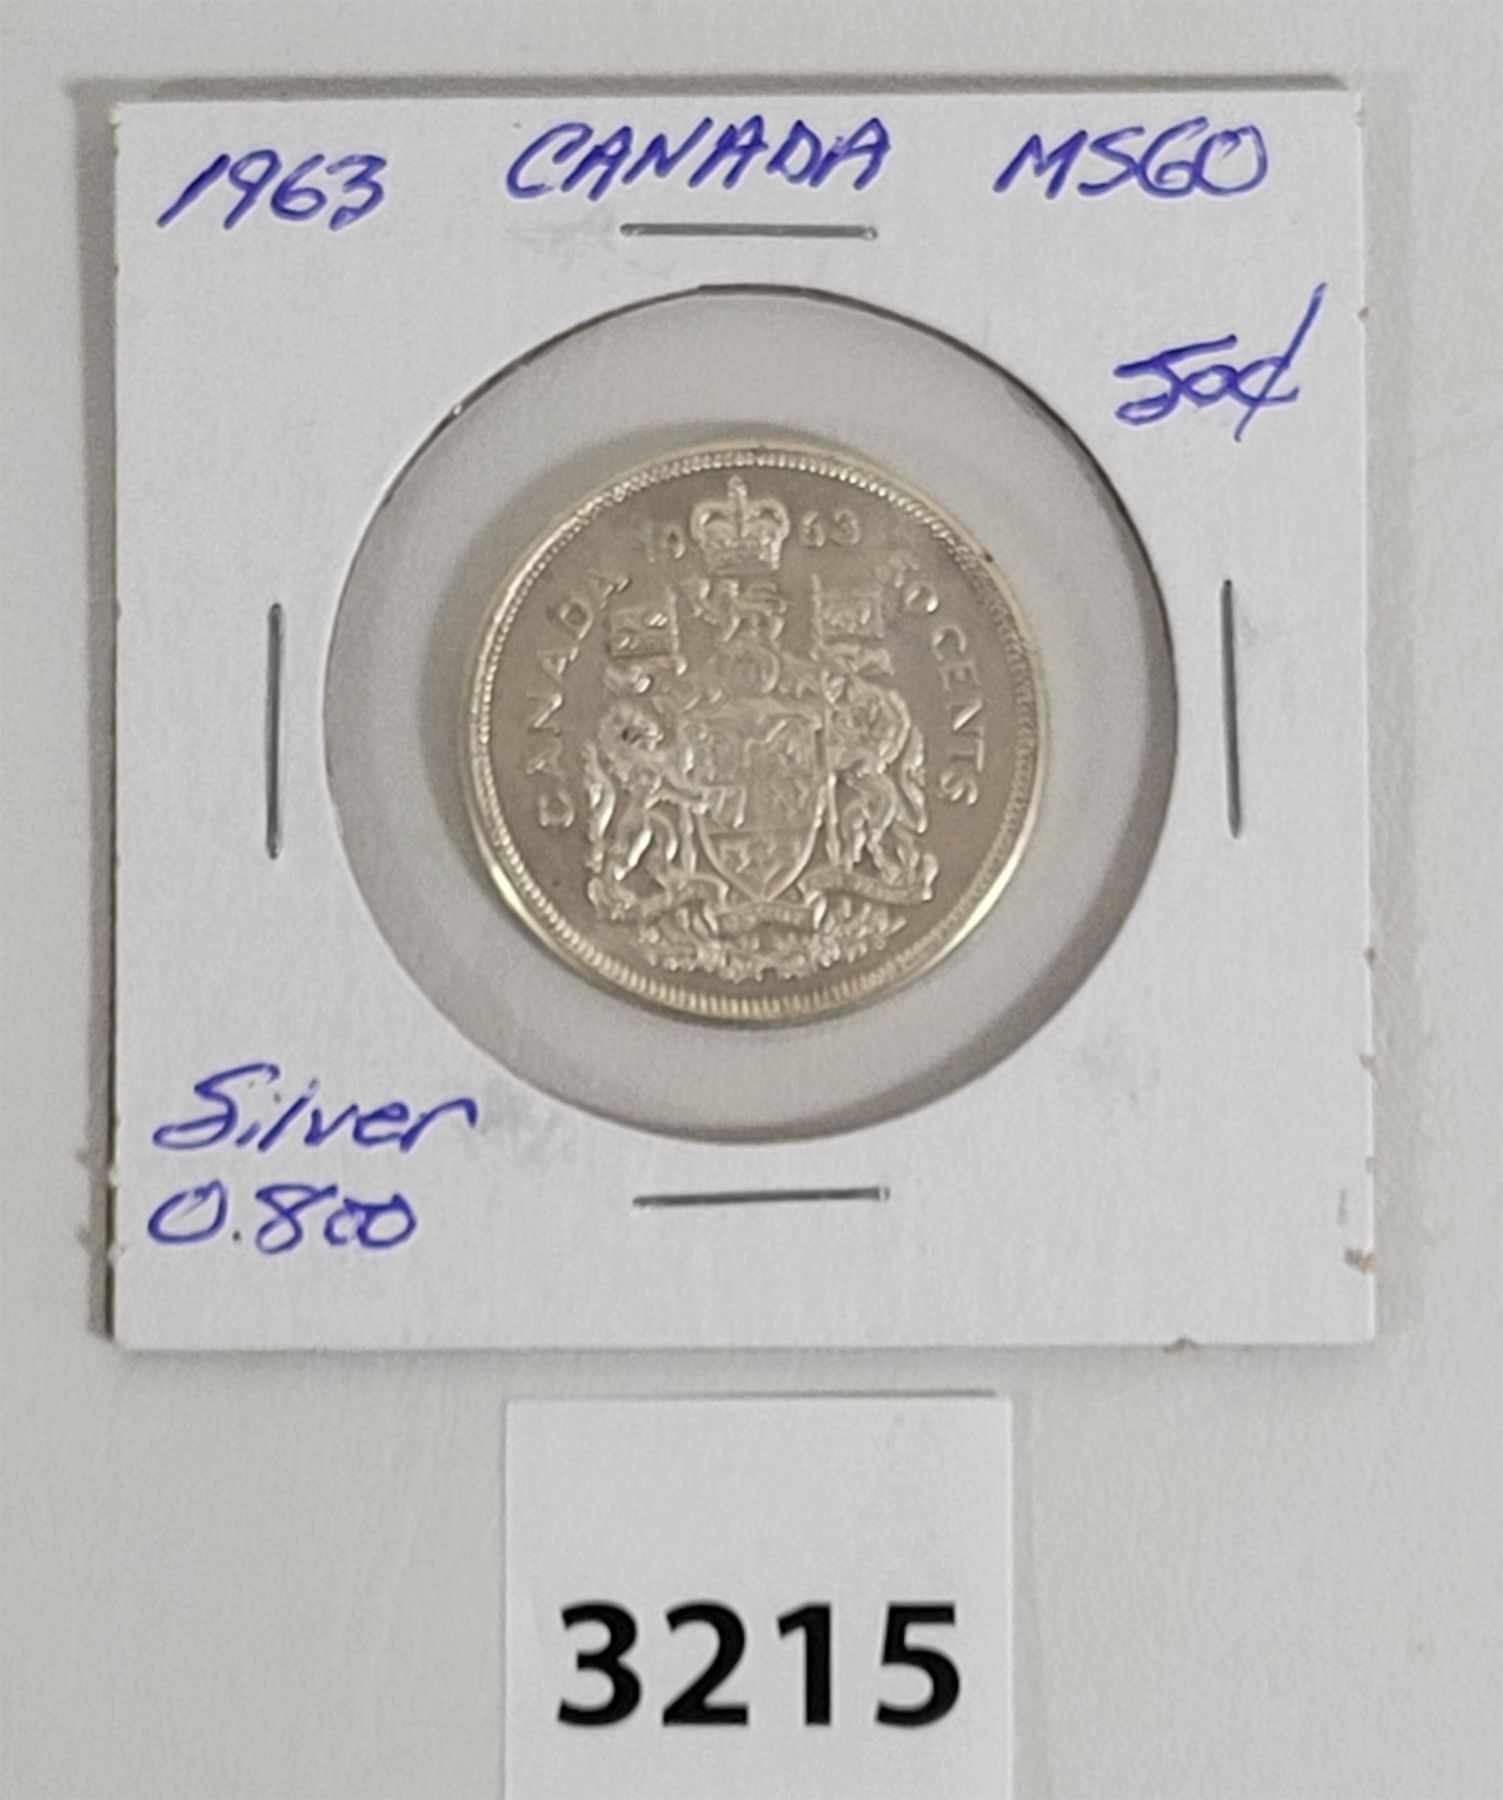 1963 CANADA MS60
50¢
19 63
CANADA
50 CENTS
Silver
0.800
3215